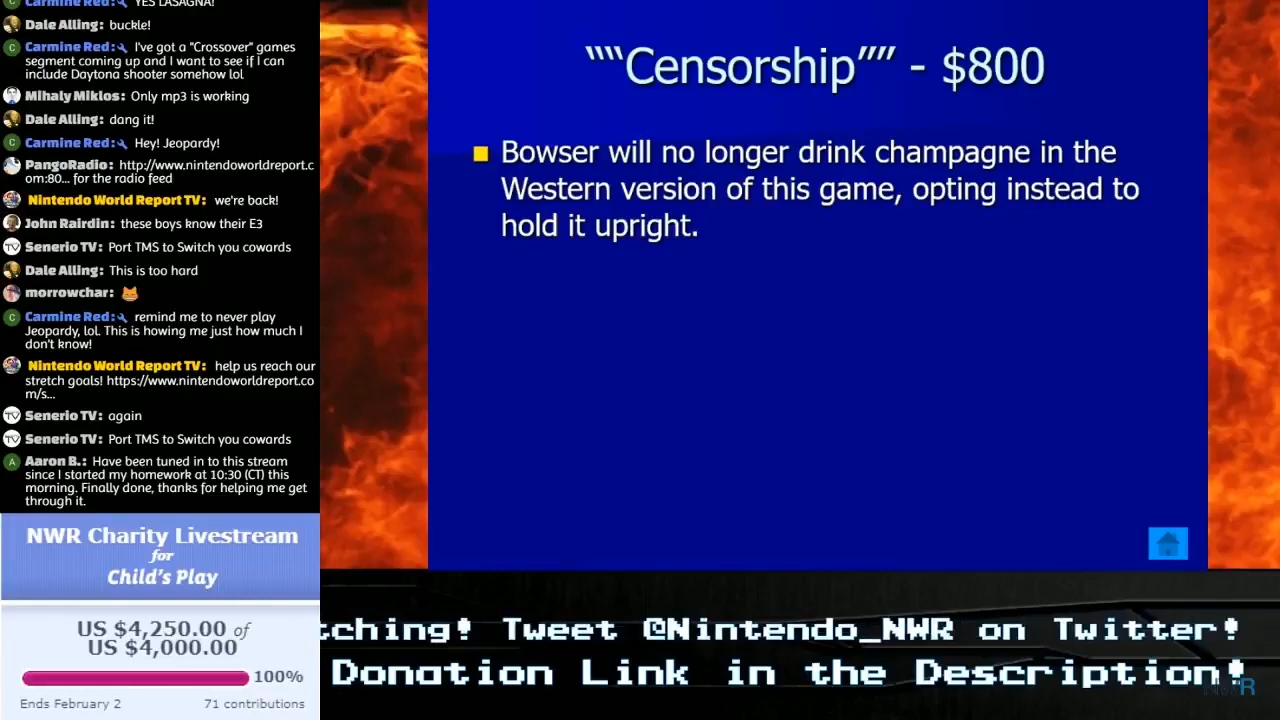 Carmine Red: YES LASAGNA!
Dale Alling: buckle!
Carmine Red: I've got a "Crossover" games
segment coming up and I want to see if I can
include Daytona shooter somehow lol
Mihaly Miklos: Only mp3 is working
Dale Alling: dang it!
Carmine Red: Hey! Jeopardy!
PangoRadio: http://www.nintendoworldreport.c
om:80... for the radio feed
Nintendo World Report TV: we're back!
John Rairdin: these boys know their E3
Senerio TV: Port TMS to Switch you cowards
Dale Alling: This is too hard
morrowchar:
Carmine Red: remind me to never play
Jeopardy, lol. This is howing me just how much I
don't know!
Nintendo World Report TV: help us reach our
stretch goals! https://www.nintendoworldreport.co
m/s...
Senerio TV: again
Senerio TV: Port TMS to Switch you cowards
Aaron B.: Have been tuned in to this stream
since I started my homework at 10:30 (CT) this
morning. Finally done, thanks for helping me get
through it.
NWR Charity Livestream
for
Child's Play
US $4,250.00 of
US $4,000.00
100%
Ends February 2 71 contributions
““Censorship”” - $800
Bowser will no longer drink champagne in the
Western version of this game, opting instead to
hold it upright.
tching! Tweet @Nintendo_NWR on Twitter!
Donation Link in the Description!
NWR